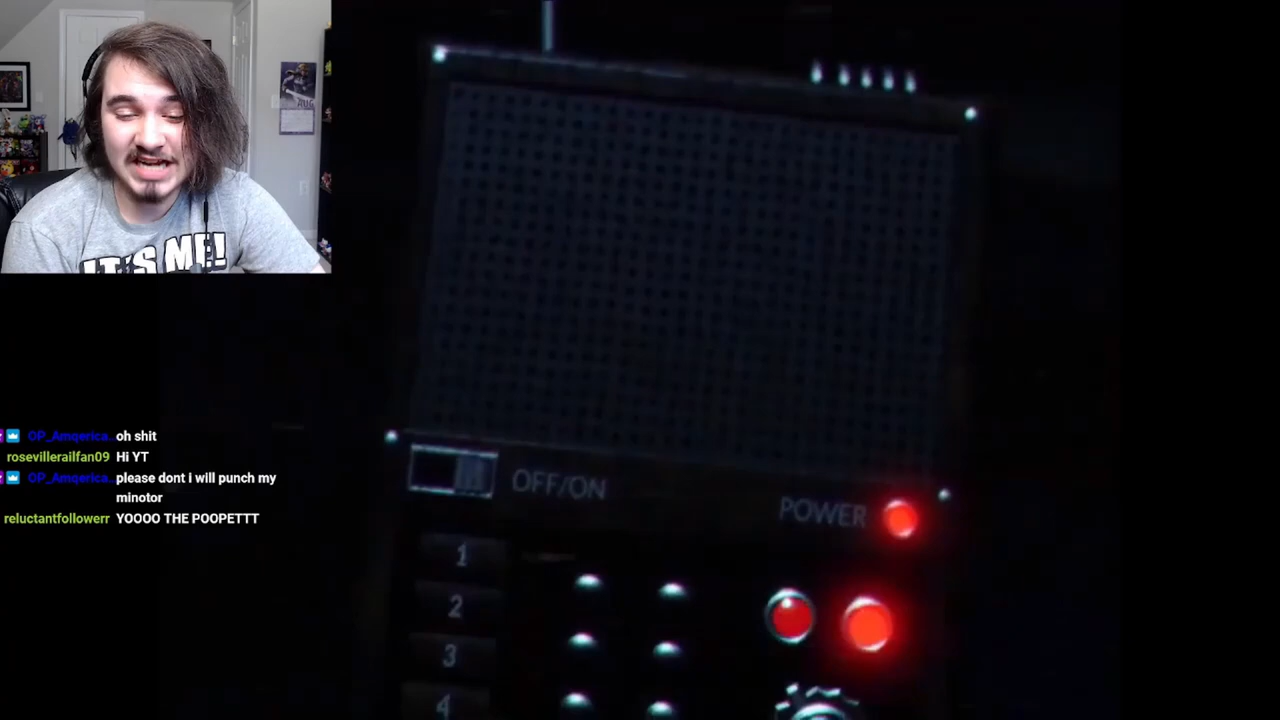 IT'S ME!
AUG
OP_Amqerica.. oh shit
rosevillerailfan09 Hi YT
OP_Amqerica.. please dont i will punch my
minotor
reluctantfollowerr YOOOO THE POOPETTT
OFF/ON
POWER
1
2
3
4